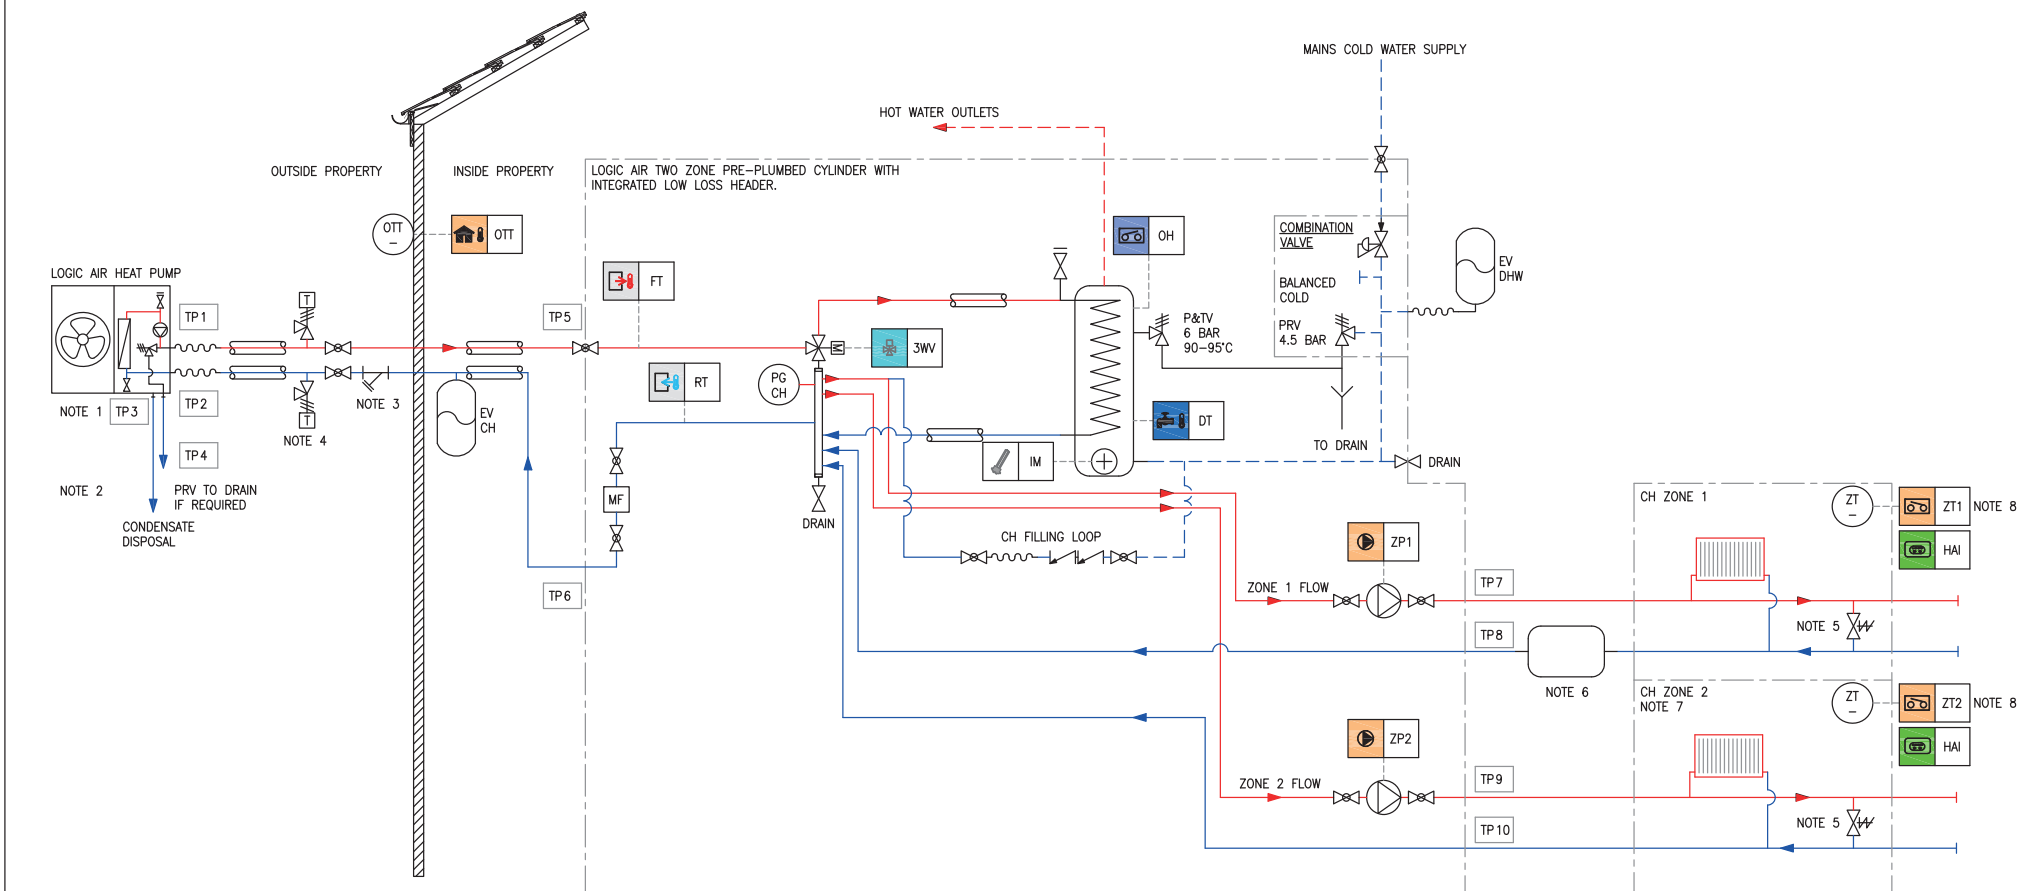 MAINS COLD WATER SUPPLY
HOT WATER OUTLETS
OUTSIDE PROPERTY
INSIDE PROPERTY
LOGIC AIR TWO ZONE PRE-PLUMBED CYLINDER WITH
INTEGRATED LOW LOSS HEADER.
OTT
-
OTT
OH
COMBINATION
VALVE
EV
DHW
LOGIC AIR HEAT PUMP
FT
BALANCED
COLD
TP1
T
TP5
P&TV
6 BAR
90-95°C
PRV
4.5 BAR
M
3WV
RT
PG
CH
NOTE 1
TP3
TP2
NOTE 3
EV
CH
DT
NOTE 4
T
TO DRAIN
TP4
IM
DRAIN
NOTE 2
PRV TO DRAIN
IF REQUIRED
MF
CONDENSATE
DISPOSAL
DRAIN
CH FILLING LOOP
CH ZONE 1
ZT
-
ZT1
NOTE 8
ZP1
HAI
TP6
ZONE 1 FLOW
TP7
NOTE 5
TP8
NOTE 6
CH ZONE 2
NOTE 7
ZT
-
ZT2
NOTE 8
ZP2
HAI
ZONE 2 FLOW
TP9
NOTE 5
TP10